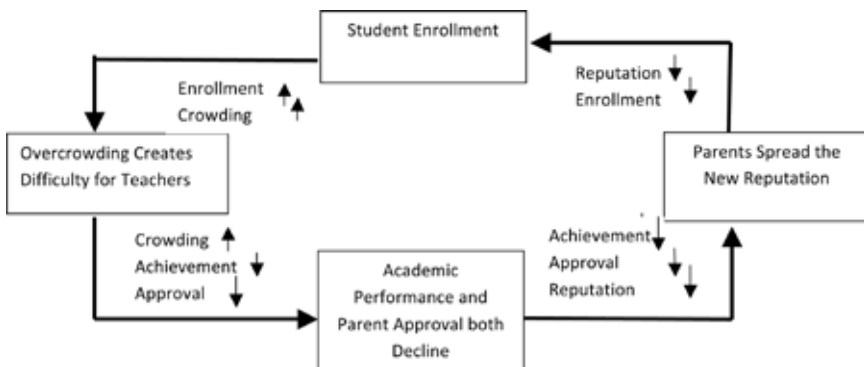 Student Enrollment
Enrollment
Crowding
Reputation
Enrollment
Overcrowding Creates
Difficulty for Teachers
Parents Spread the
New Reputation
Crowding
Achievement
Approval
Academic
Performance and
Parent Approval both
Decline
Achievement
Approval
Reputation